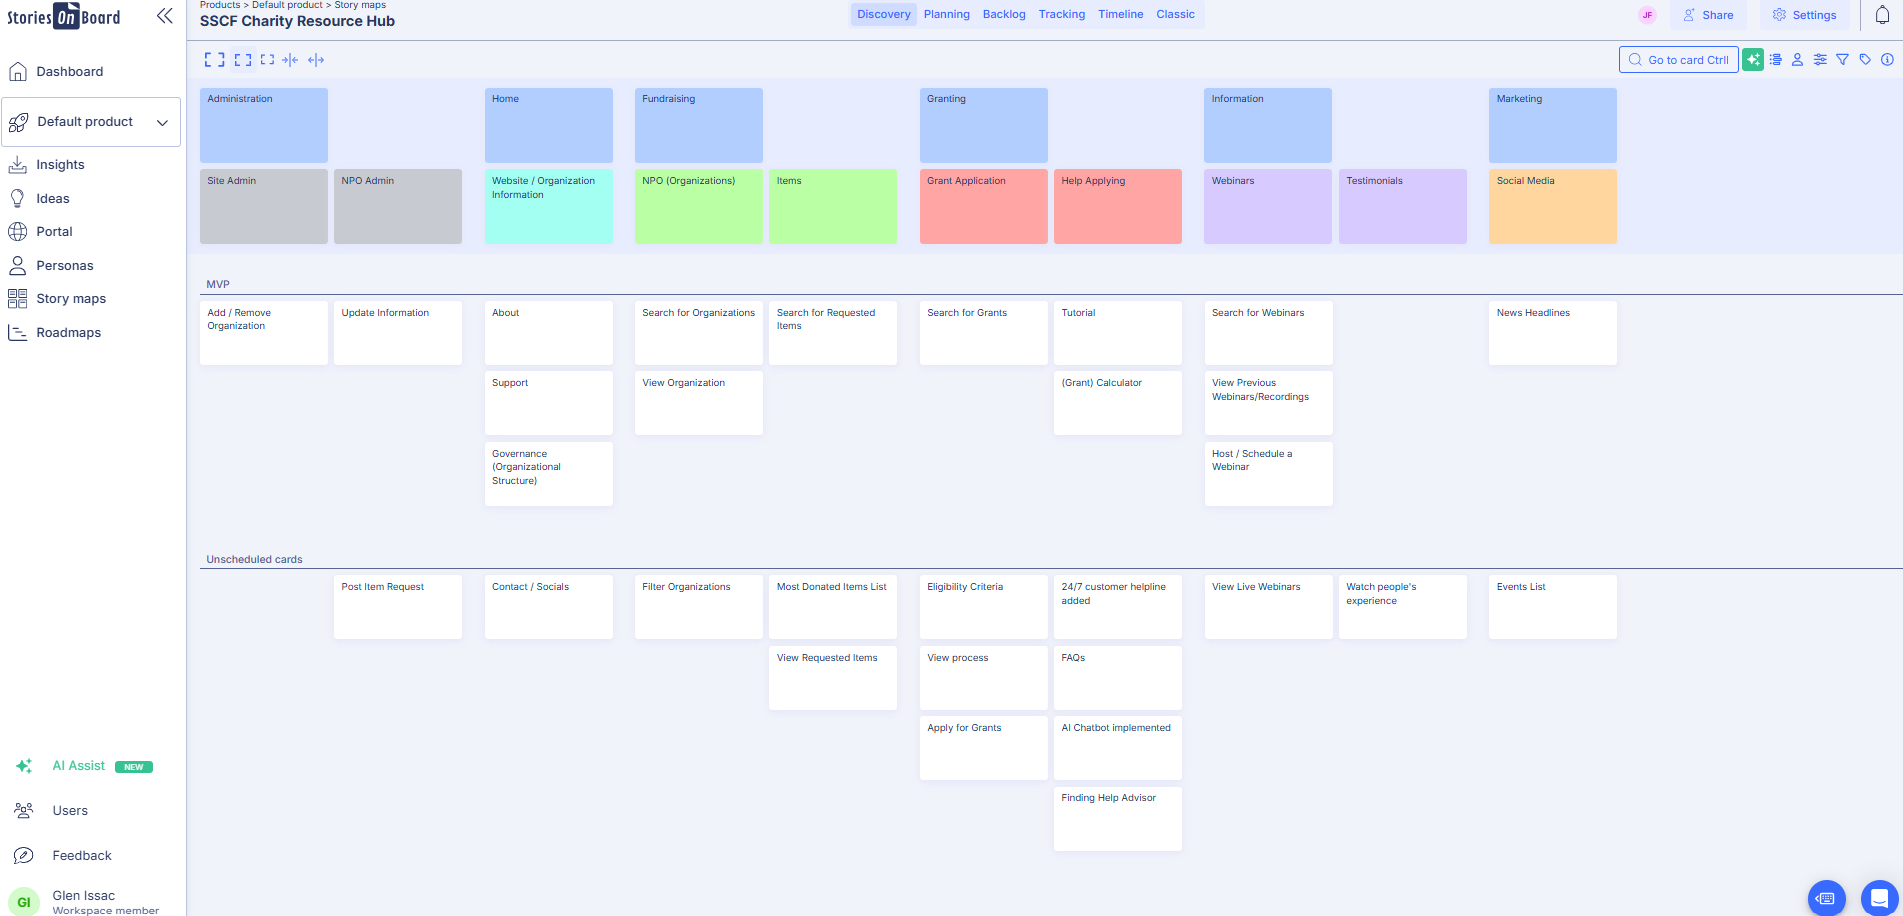 StoriesOnBoard
Products > Default product > Story maps
SSCF Charity Resource Hub
Discovery
Planning
Backlog
Tracking
Timeline
Classic
JF
Share
Settings
Go to card Ctrll
Dashboard
Default product
Insights
Ideas
Portal
Personas
Story maps
Roadmaps
AI Assist NEW
Users
Feedback
GI
Glen Issac
Workspace member
Administration
Home
Fundraising
Granting
Information
Marketing
Site Admin
NPO Admin
Website / Organization
Information
NPO (Organizations)
Items
Grant Application
Help Applying
Webinars
Testimonials
Social Media
MVP
Add / Remove
Organization
Update Information
About
Search for Organizations
Search for Requested
Items
Search for Grants
Tutorial
Search for Webinars
News Headlines
Support
View Organization
(Grant) Calculator
View Previous
Webinars/Recordings
Governance
(Organizational
Structure)
Host / Schedule a
Webinar
Unscheduled cards
Post Item Request
Contact / Socials
Filter Organizations
Most Donated Items List
Eligibility Criteria
24/7 customer helpline
added
View Live Webinars
Watch people's
experience
Events List
View Requested Items
View process
FAQs
Apply for Grants
AI Chatbot implemented
Finding Help Advisor